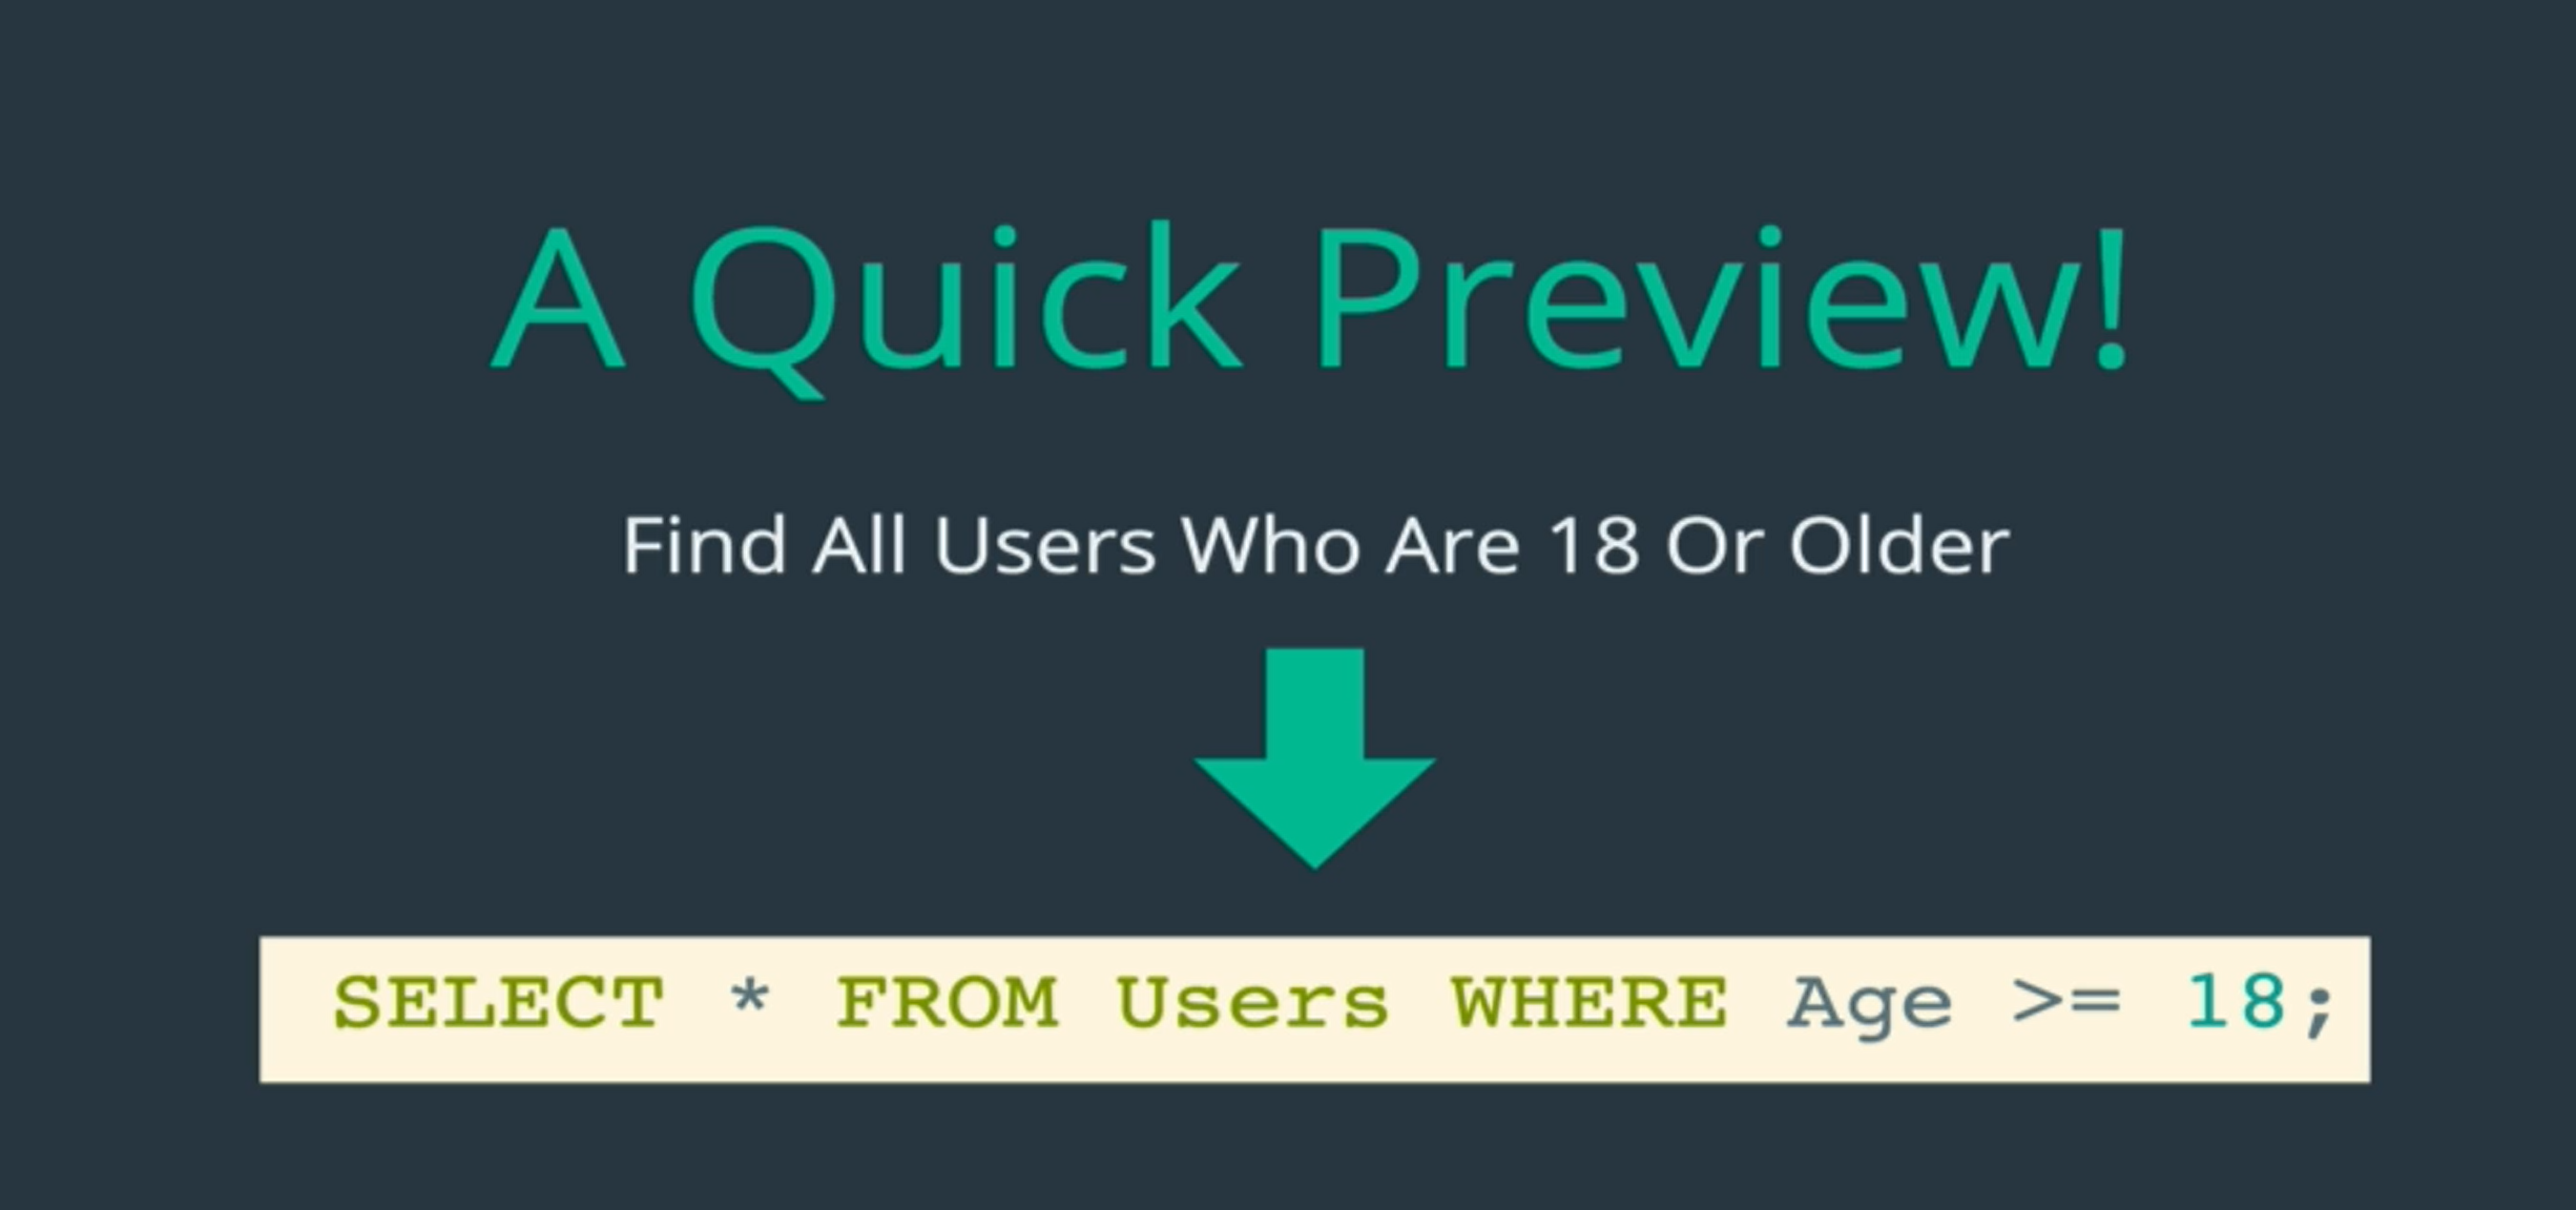 A Quick Preview!
Find All Users Who Are 18 Or Older
SELECT * FROM Users WHERE Age >= 18;